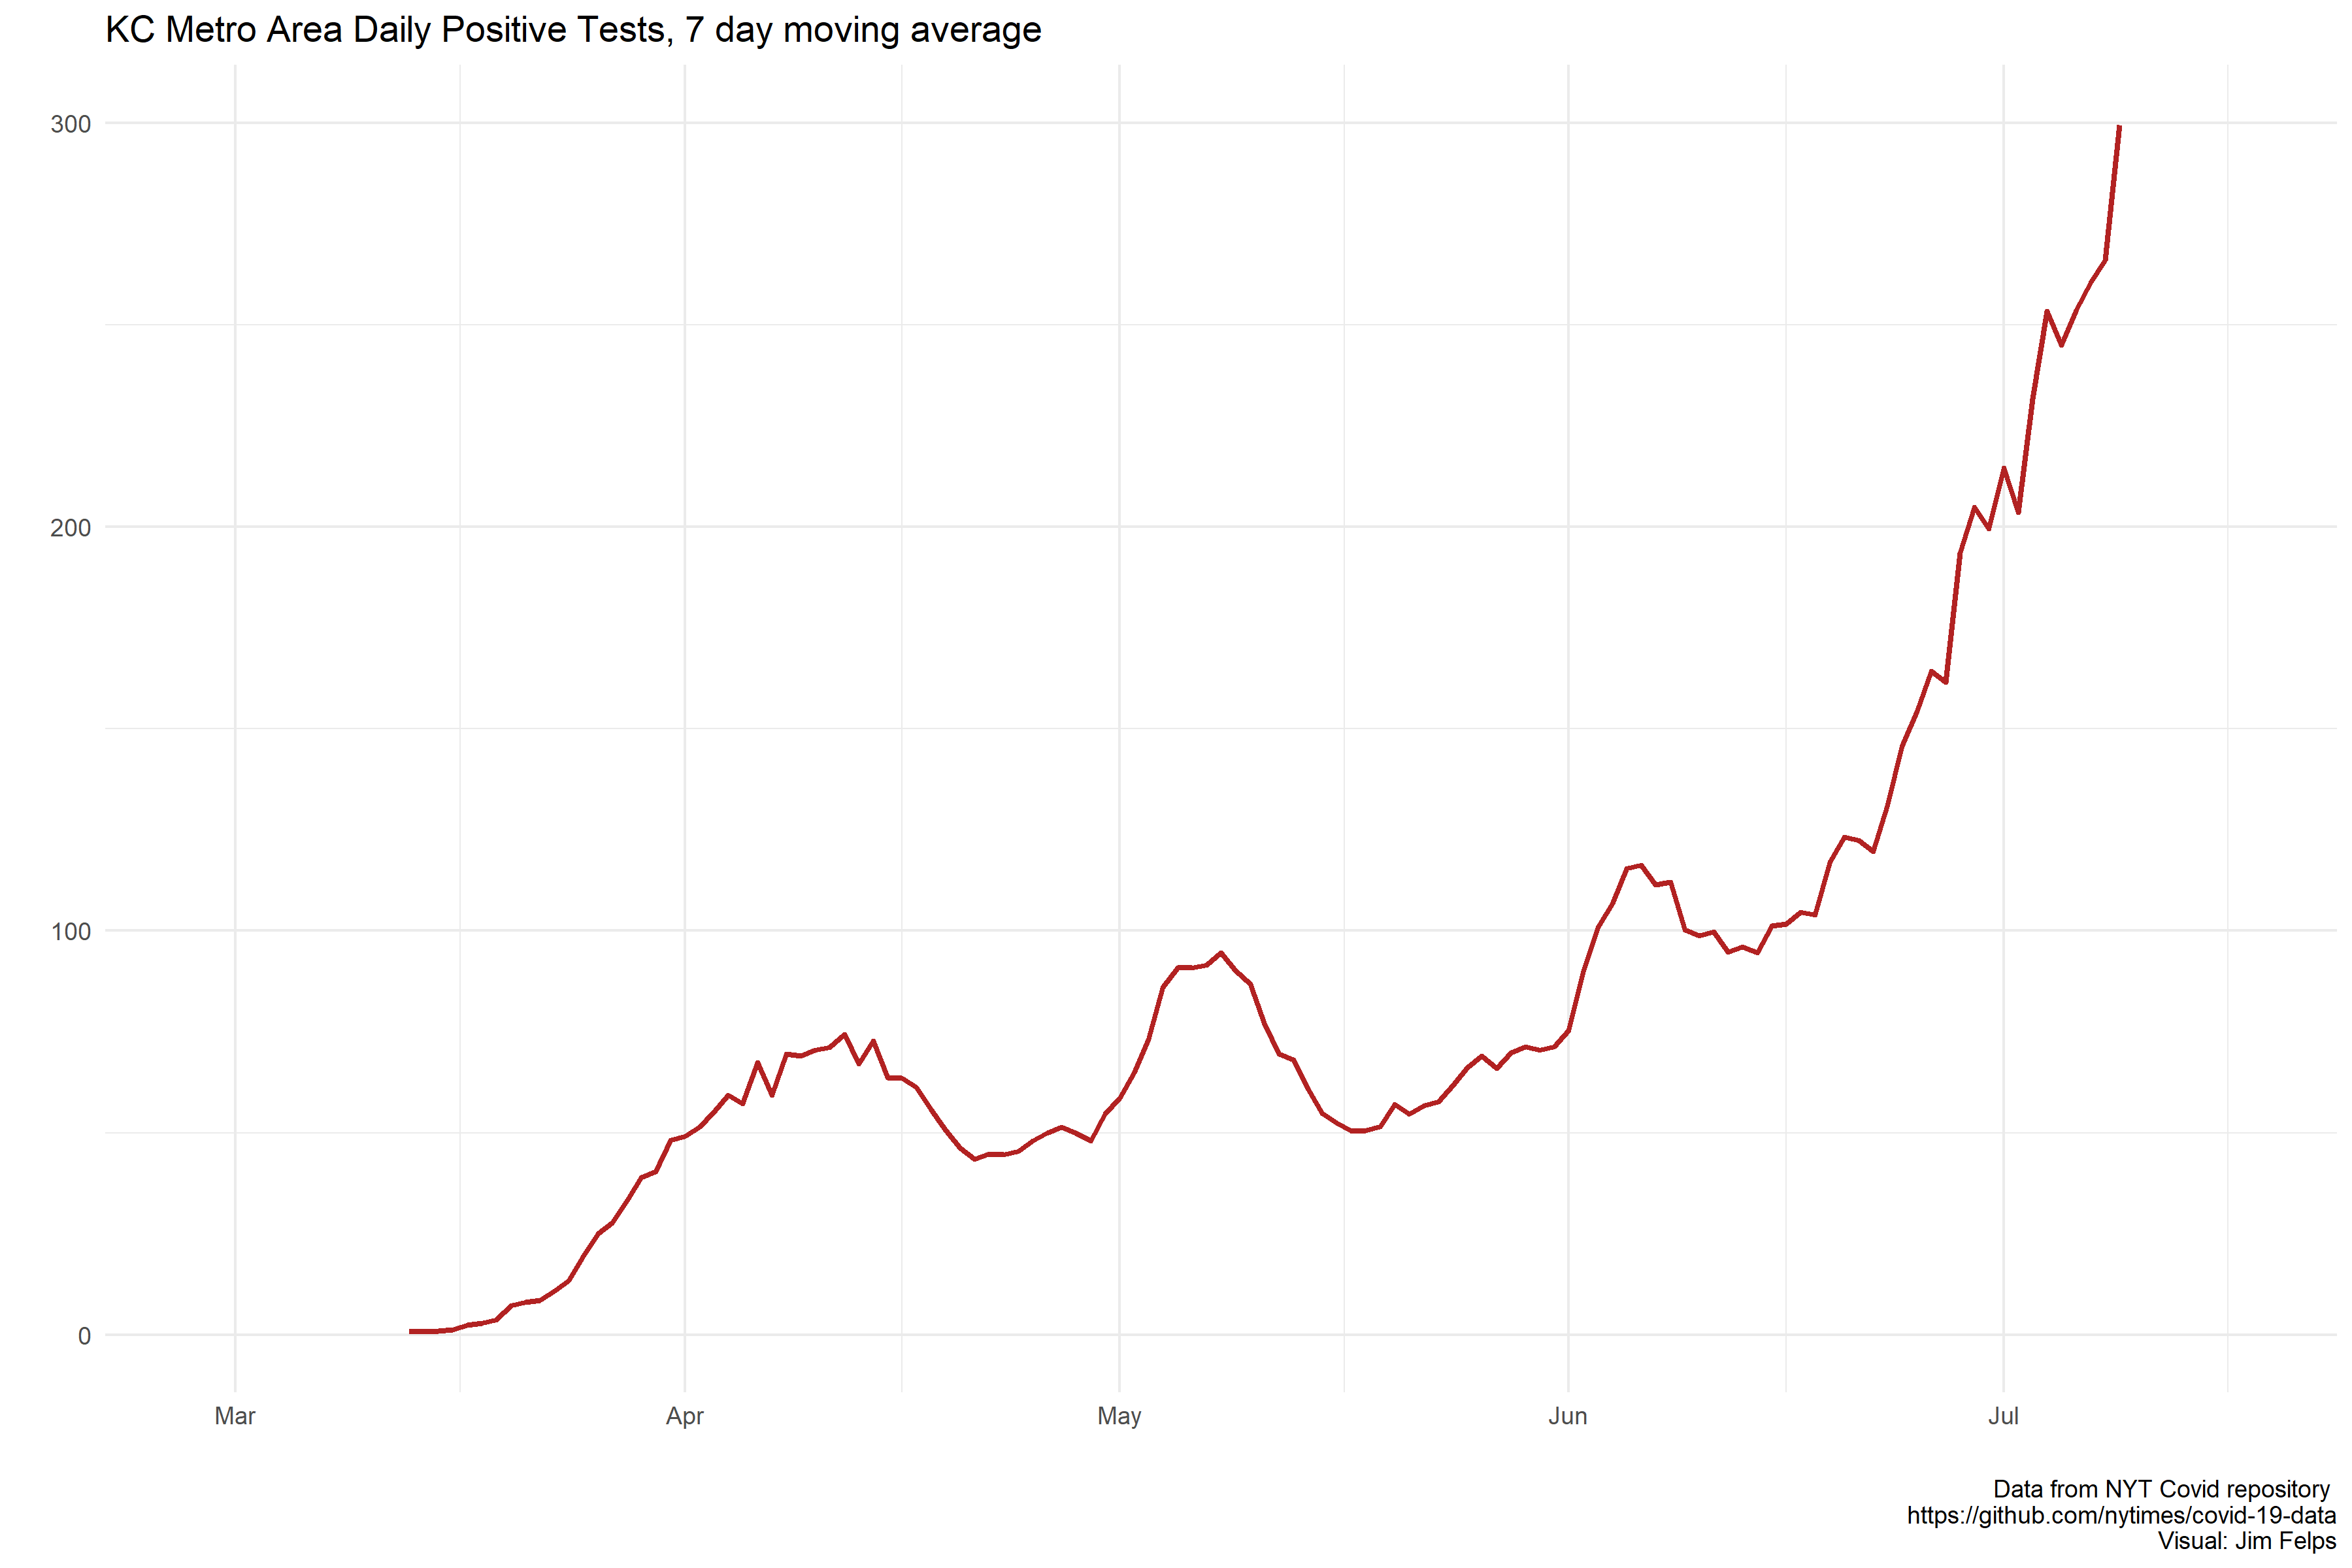 KC Metro Area Daily Positive Tests, 7 day moving average
300
200
100
0
Mar Apr May Jun Jul
Data from NYT Covid repository
https://github.com/nytimes/covid-19-data
Visual: Jim Felps